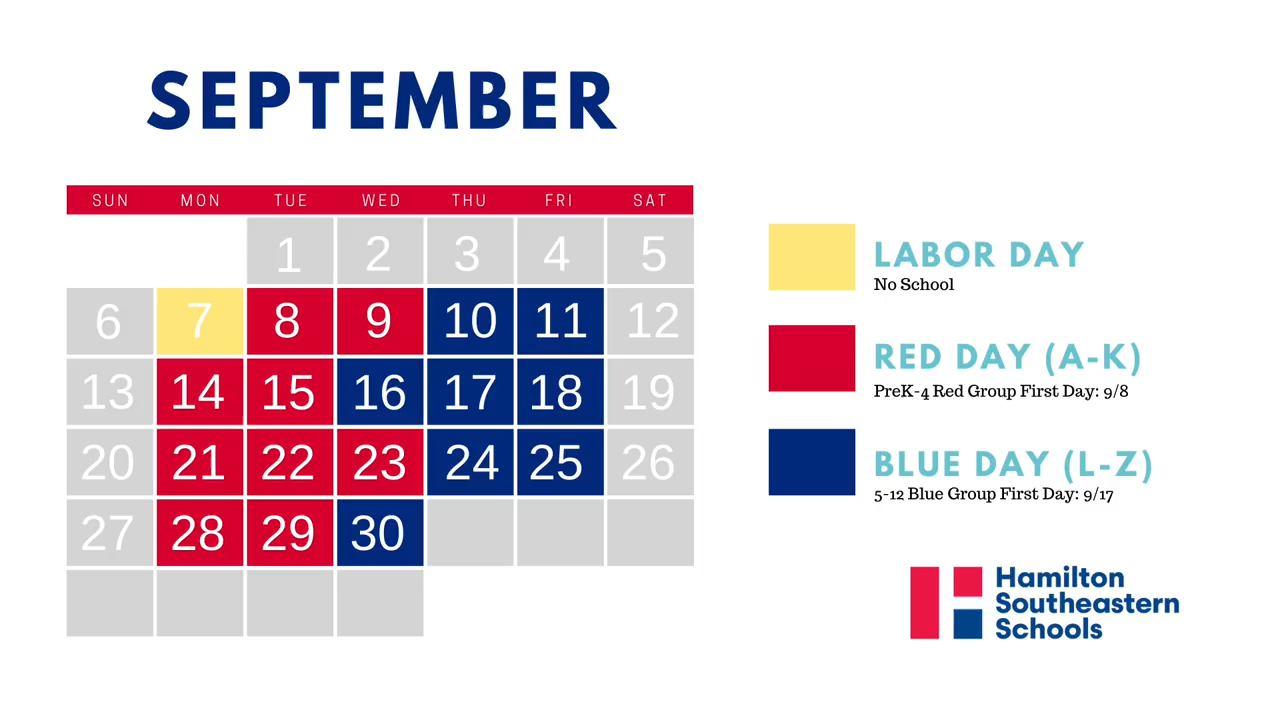 SEPTEMBER
SUN MON TUE WED THU FRI SAT
1 2 3 4 5
6 7 8 9 10 11 12
13 14 15 16 17 18 19
20 21 22 23 24 25 26
27 28 29 30
LABOR DAY
No School
RED DAY (A-K)
PreK-4 Red Group First Day: 9/8
BLUE DAY (L-Z)
5-12 Blue Group First Day: 9/17
Hamilton
Southeastern
Schools